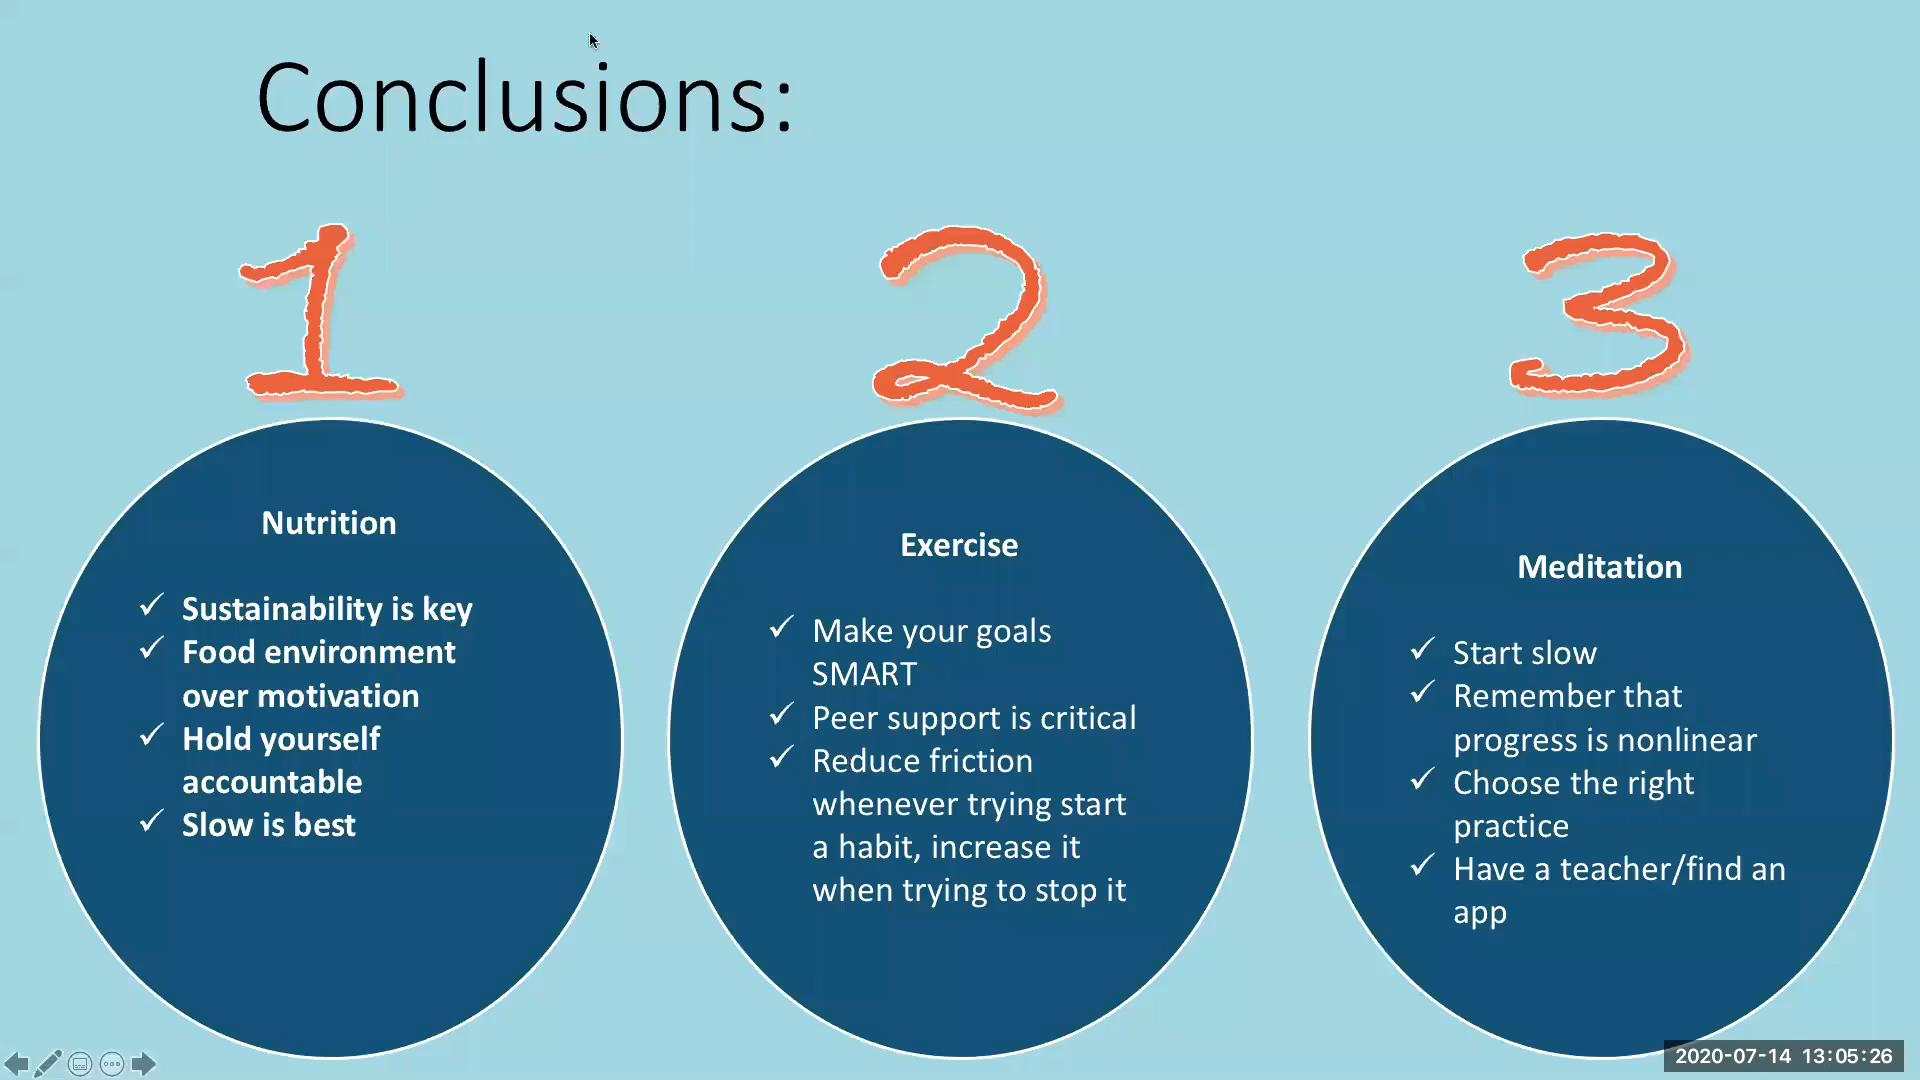 Conclusions:
1
2
3
Nutrition
✓ Sustainability is key
✓ Food environment
over motivation
✓ Hold yourself
accountable
✓ Slow is best
Exercise
✓ Make your goals
SMART
✓ Peer support is critical
✓ Reduce friction
whenever trying start
a habit, increase it
when trying to stop it
Meditation
✓ Start slow
✓ Remember that
progress is nonlinear
✓ Choose the right
practice
✓ Have a teacher/find an
app
2020-07-14 13:05:26